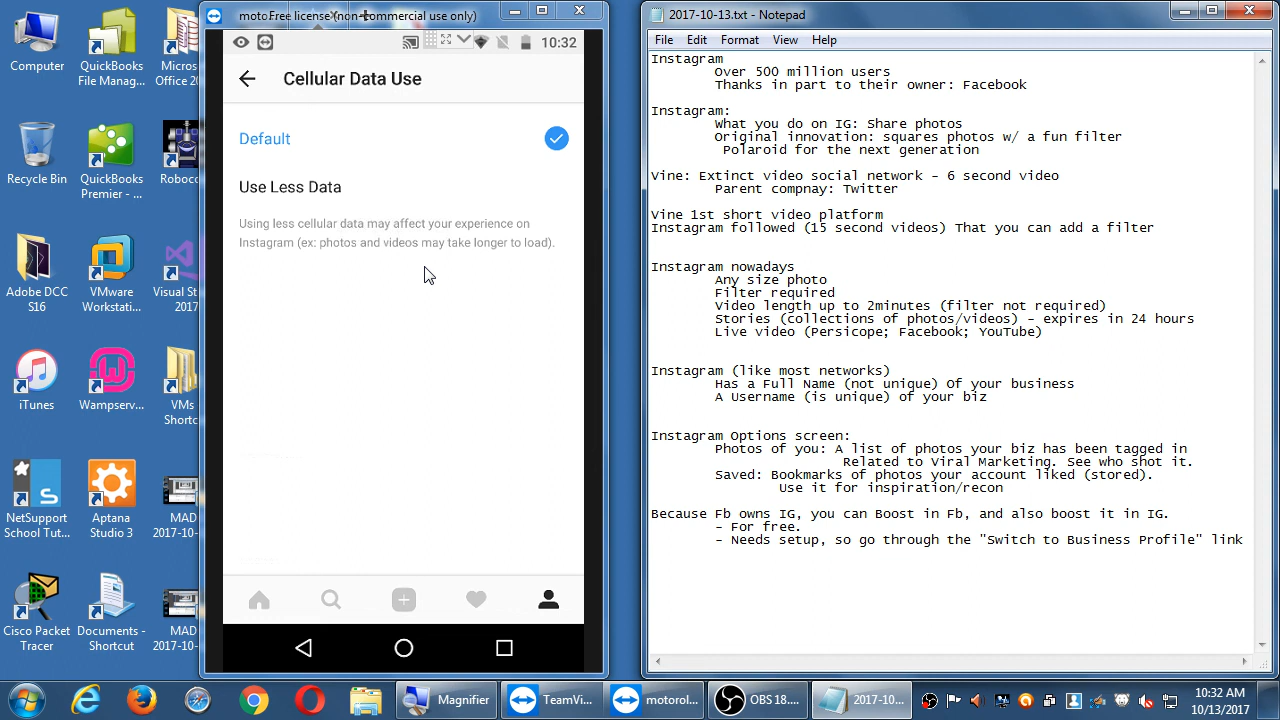 Computer
QuickBooks
File Manag...
Micros
Office 20
Recycle Bin
QuickBooks
Premier - ...
Roboco
Adobe DCC
S16
VMware
Workstati...
Visual St
2017
iTunes
Wampserv...
VMs
Shortc
NetSupport
School Tut...
Aptana
Studio 3
MAD
2017-10-
Cisco Packet
Tracer
Documents -
Shortcut
MAD
2017-10-
moto
Free license (non-commercial use only)
10:32
Cellular Data Use
Default
Use Less Data
Using less cellular data may affect your experience on
Instagram (ex: photos and videos may take longer to load).
2017-10-13.txt - Notepad
File Edit Format View Help
Instagram
Over 500 million users
Thanks in part to their owner: Facebook
Instagram:
What you do on IG: Share photos
Original innovation: squares photos w/ a fun filter
Polaroid for the next generation
Vine: Extinct video social network - 6 second video
Parent compnay: Twitter
Vine 1st short video platform
Instagram followed (15 second videos) That you can add a filter
Instagram nowadays
Any size photo
Filter required
Video length up to 2minutes (filter not required)
Stories (collections of photos/videos) - expires in 24 hours
Live video (Persicope; Facebook; YouTube)
Instagram (like most networks)
Has a Full Name (not unique) Of your business
A Username (is unique) of your biz
Instagram Options screen:
Photos of you: A list of photos your biz has been tagged in
Related to Viral Marketing. See who shot it.
Saved: Bookmarks of photos your account liked (stored).
Use it for inspiration/recon
Because Fb owns IG, you can Boost in Fb, and also boost it in IG.
- For free.
- Needs setup, so go through the "Switch to Business Profile" link
Magnifier
TeamVi...
motorol...
OBS 18....
2017-10...
10:32 AM
10/13/2017